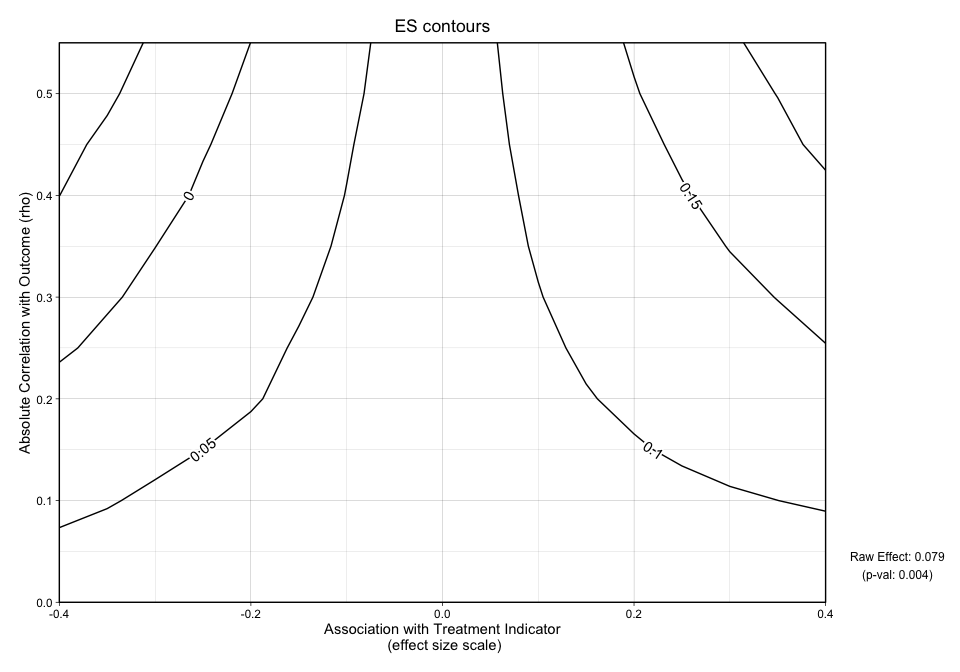 ES contours
0.5
0.4
0.3
0.2
0.1
0.0
Absolute Correlation with Outcome (rho)
0
0.15
0.05
0.1
-0.4
-0.2
0.0
0.2
0.4
Association with Treatment Indicator
(effect size scale)
Raw Effect: 0.079
(p-val: 0.004)